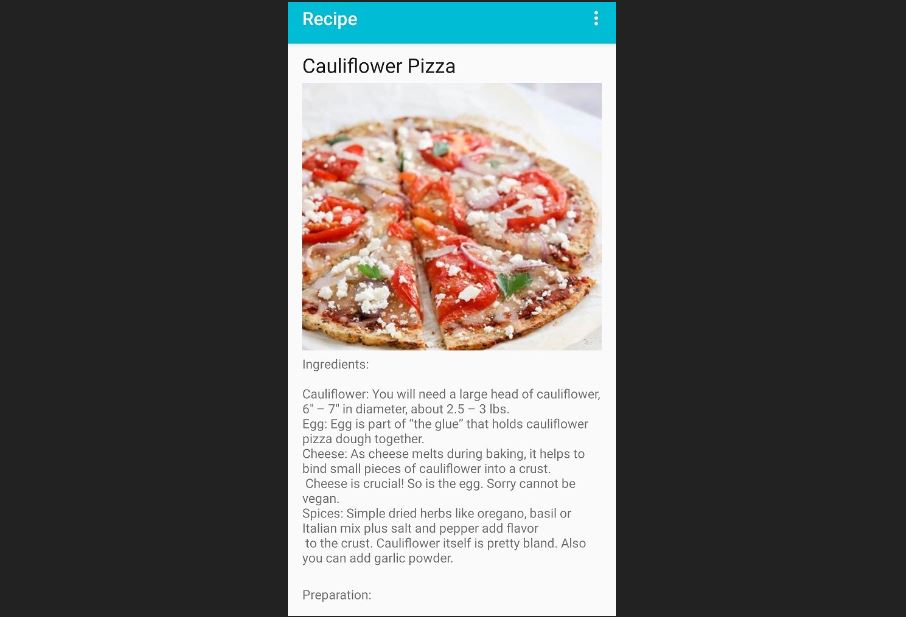 Recipe
Cauliflower Pizza
Ingredients:
Cauliflower: You will need a large head of cauliflower,
6" – 7" in diameter, about 2.5 – 3 lbs.
Egg: Egg is part of “the glue” that holds cauliflower
pizza dough together.
Cheese: As cheese melts during baking, it helps to
bind small pieces of cauliflower into a crust.
Cheese is crucial! So is the egg. Sorry cannot be
vegan.
Spices: Simple dried herbs like oregano, basil or
Italian mix plus salt and pepper add flavor
to the crust. Cauliflower itself is pretty bland. Also
you can add garlic powder.
Preparation: